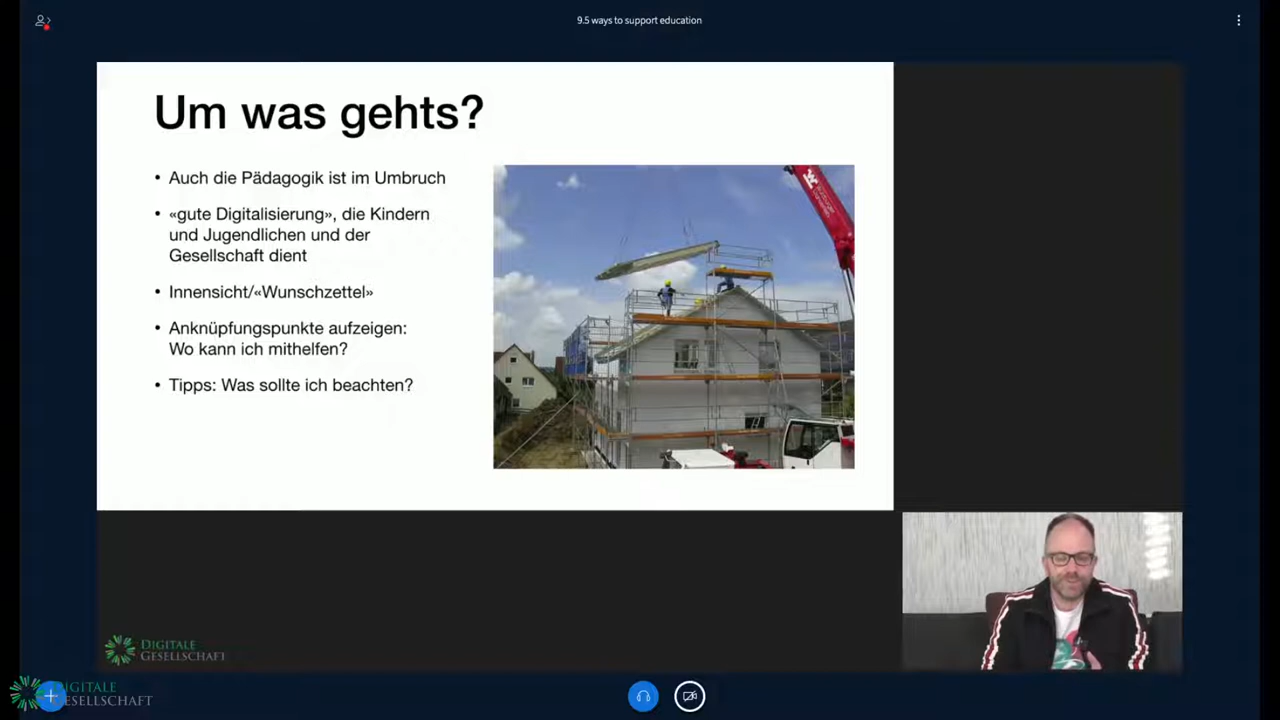 9.5 ways to support education
Um was gehts?
• Auch die Pädagogik ist im Umbruch
• «gute Digitalisierung», die Kindern
und Jugendlichen und der
Gesellschaft dient
• Innensicht/«Wunschzettel»
• Anknüpfungspunkte aufzeigen:
Wo kann ich mithelfen?
• Tipps: Was sollte ich beachten?
DIGITALE
GESELLSCHAFT
DIGITALE
GESELLSCHAFT